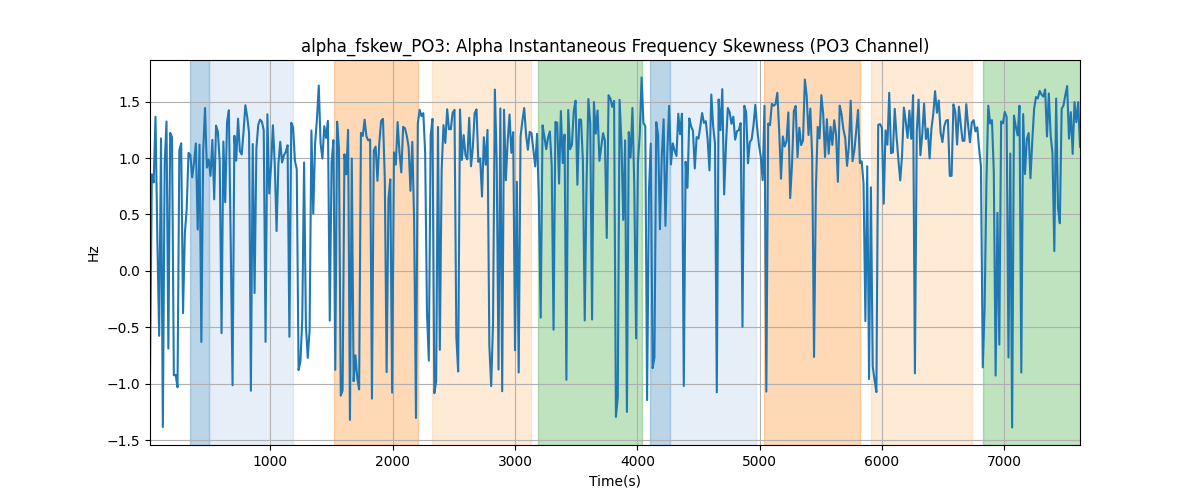 alpha_fskew_PO3: Alpha Instantaneous Frequency Skewness (PO3 Channel)
1.5
1.0
0.5
0.0
−0.5
−1.0
−1.5
Hz
1000 2000 3000 4000 5000 6000 7000
Time(s)